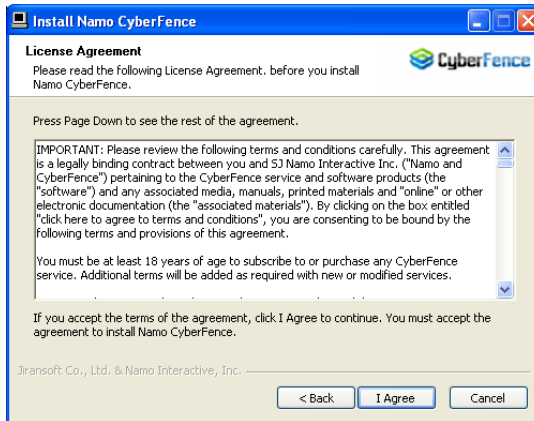 Install Namo CyberFence
License Agreement
Please read the following License Agreement. before you install
Namo CyberFence.
CyberFence
Press Page Down to see the rest of the agreement.
IMPORTANT: Please review the following terms and conditions carefully. This agreement
is a legally binding contract between you and SJ Namo Interactive Inc. ("Namo and
CyberFence") pertaining to the CyberFence service and software products (the
"software") and any associated media, manuals, printed materials and "online" or other
electronic documentation (the "associated materials"). By clicking on the box entitled
"click here to agree to terms and conditions", you are consenting to be bound by the
following terms and provisions of this agreement.
You must be at least 18 years of age to subscribe to or purchase any CyberFence
service. Additional terms will be added as required with new or modified services.
If you accept the terms of the agreement, click I Agree to continue. You must accept the
agreement to install Namo CyberFence.
Jiransoft Co., Ltd. & Namo Interactive, Inc.
< Back
I Agree
Cancel